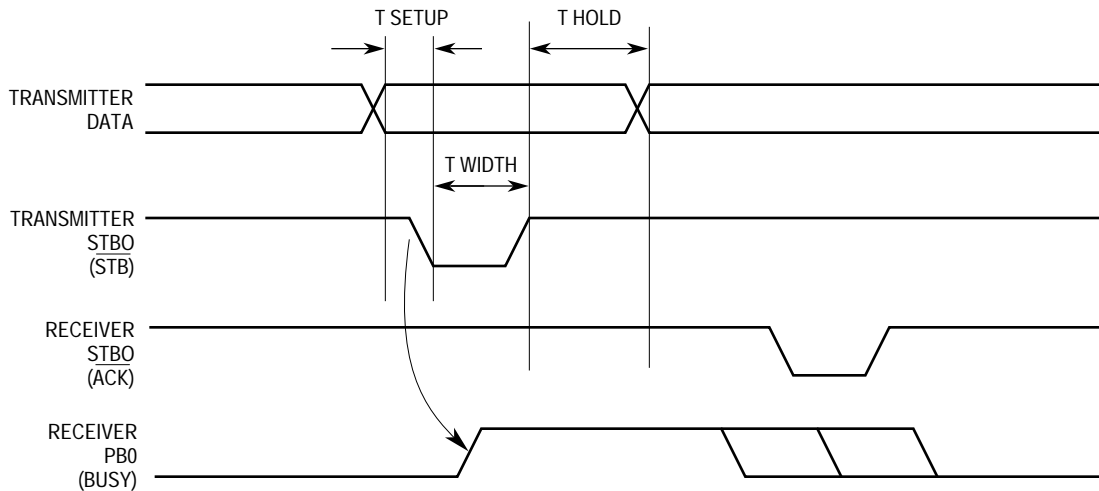 T SETUP
T HOLD
TRANSMITTER
DATA
T WIDTH
TRANSMITTER
STBO
(STB)
RECEIVER
STBO
(ACK)
RECEIVER
PB0
(BUSY)